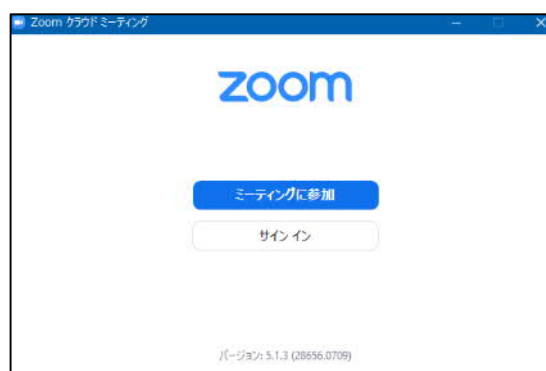 Zoom クラウド ミーティング
zoom
ミーティングに参加
サイン イン
バージョン: 5.1.3 (28656.0709)